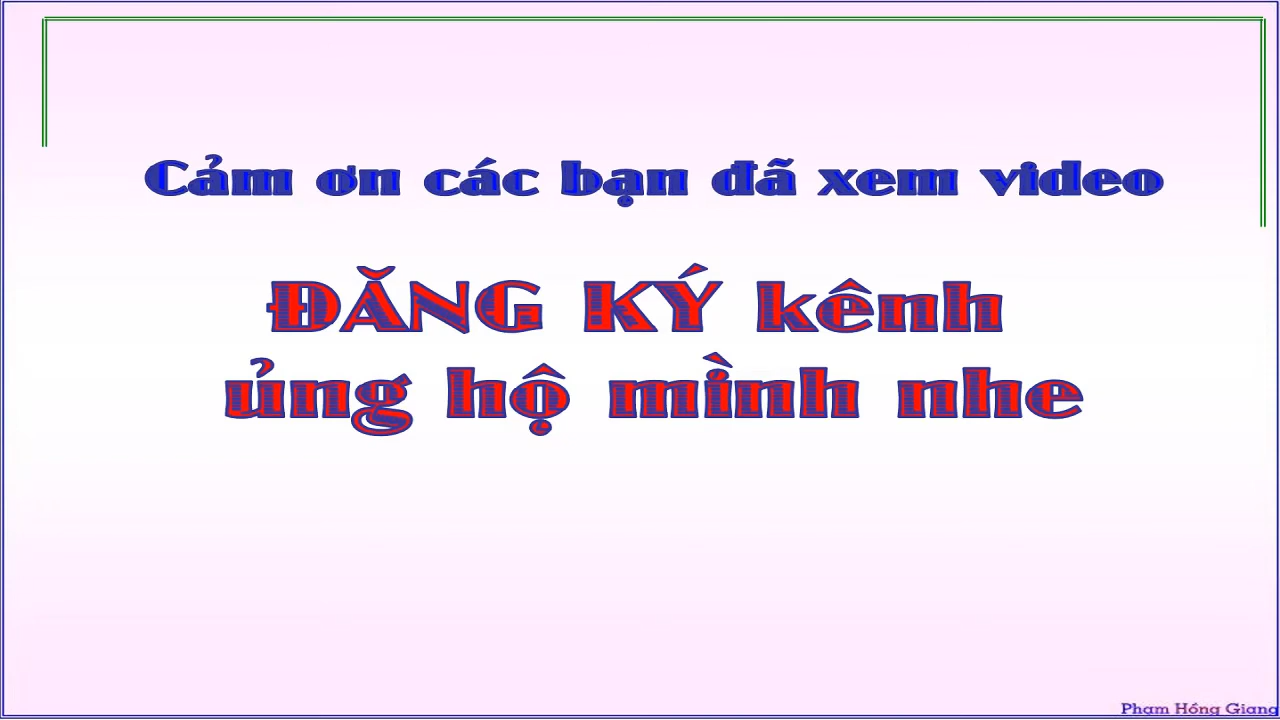 Cảm ơn các bạn đã xem video
ĐĂNG KÝ kênh
ủng hộ mình nhe
Phạm Hồng Giang